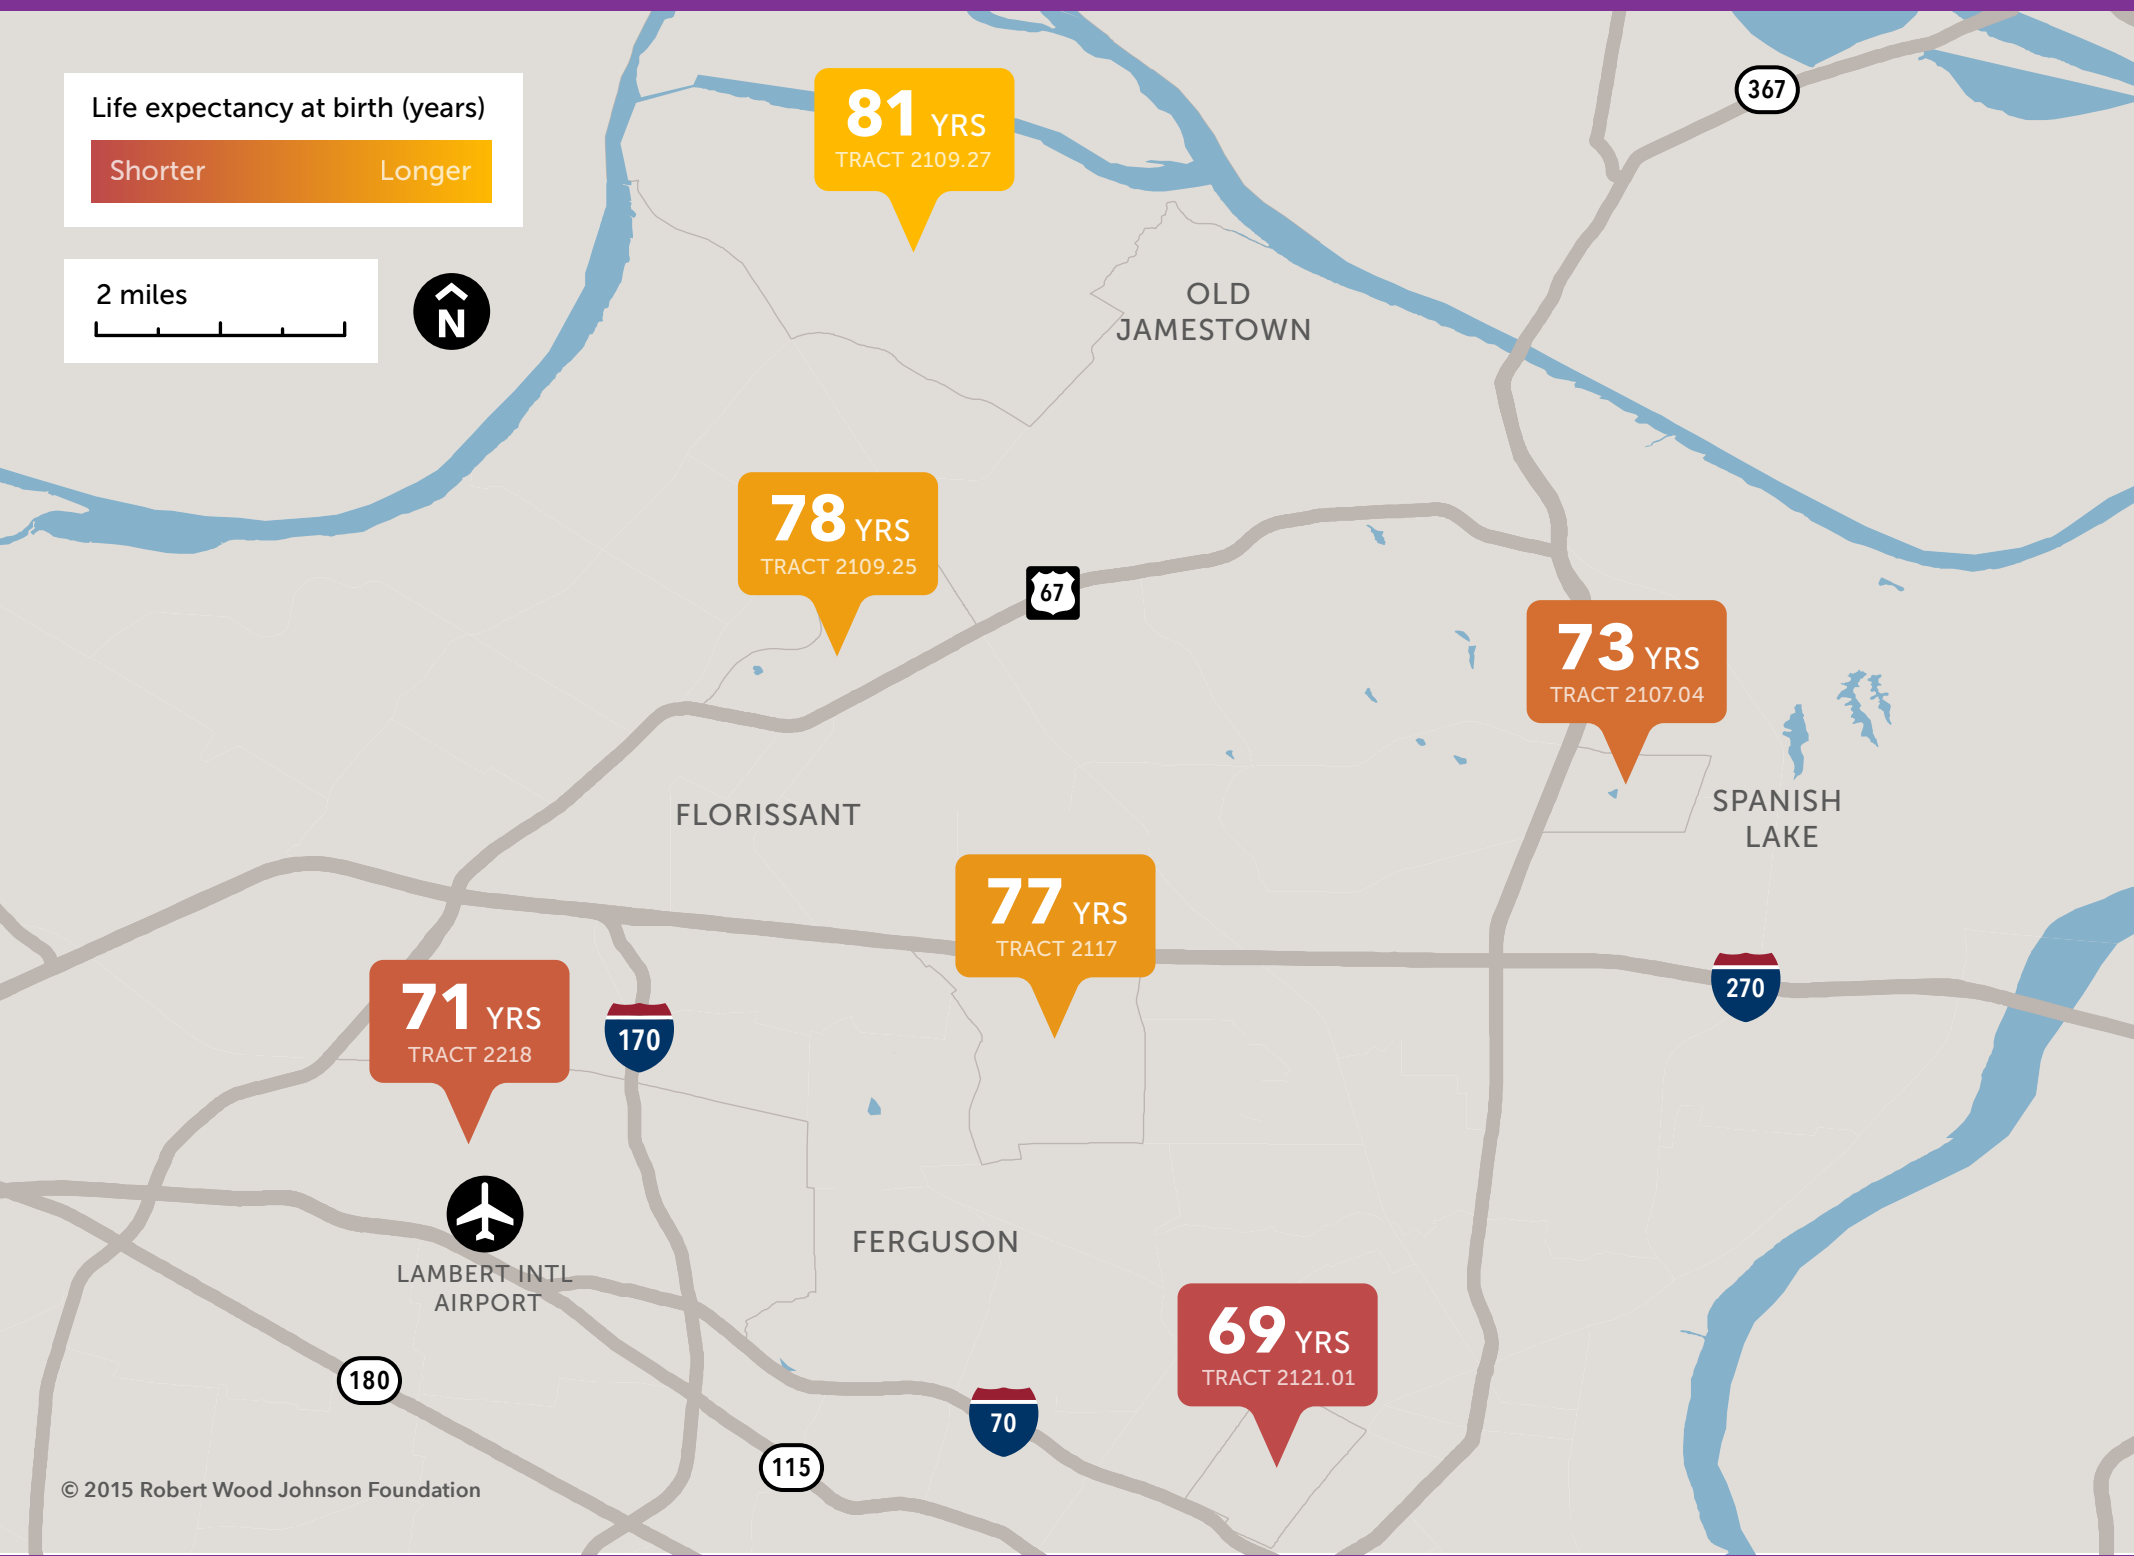 Life expectancy at birth (years)
Shorter Longer
2 miles
N
81 YRS
TRACT 2109.27
367
OLD
JAMESTOWN
78 YRS
TRACT 2109.25
67
73 YRS
TRACT 2107.04
FLORISSANT
SPANISH
LAKE
77 YRS
TRACT 2117
270
71 YRS
TRACT 2218
170
FERGUSON
LAMBERT INTL
AIRPORT
69 YRS
TRACT 2121.01
180
70
115
© 2015 Robert Wood Johnson Foundation